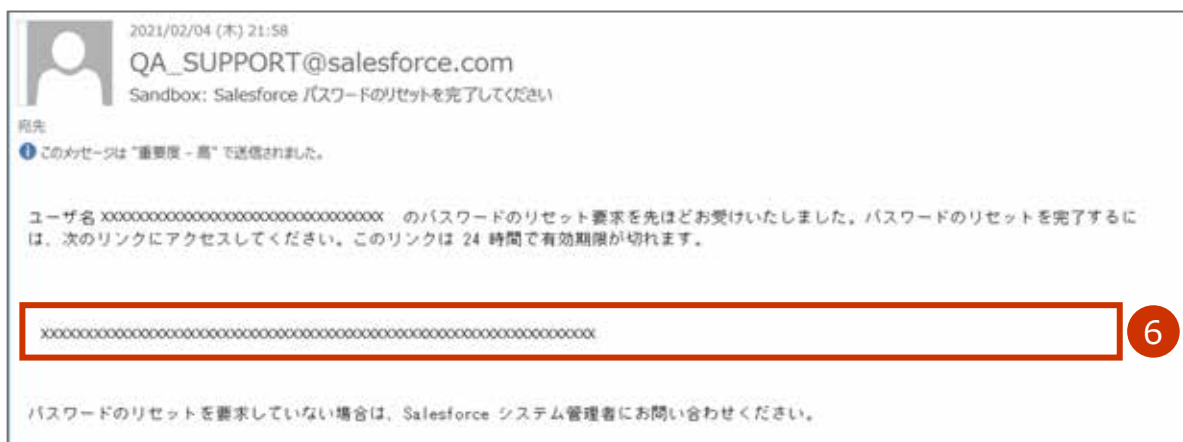 2021/02/04 (木) 21:58
QA_SUPPORT@salesforce.com
Sandbox: Salesforce パスワードのリセットを完了してください
宛先
このメッセージは "重要度 - 高" で送信されました。
ユーザ名 XXXXXXXXXXXXXXXXXXXXXXXXXXXXXXXX のパスワードのリセット要求を先ほどお受けいたしました。パスワードのリセットを完了するに
は、次のリンクにアクセスしてください。このリンクは 24 時間で有効期限が切れます。
XXXXXXXXXXXXXXXXXXXXXXXXXXXXXXXXXXXXXXXXXXXXXXXXXXXXXXXXXXXXXXX
6
パスワードのリセットを要求していない場合は、Salesforce システム管理者にお問い合わせください。